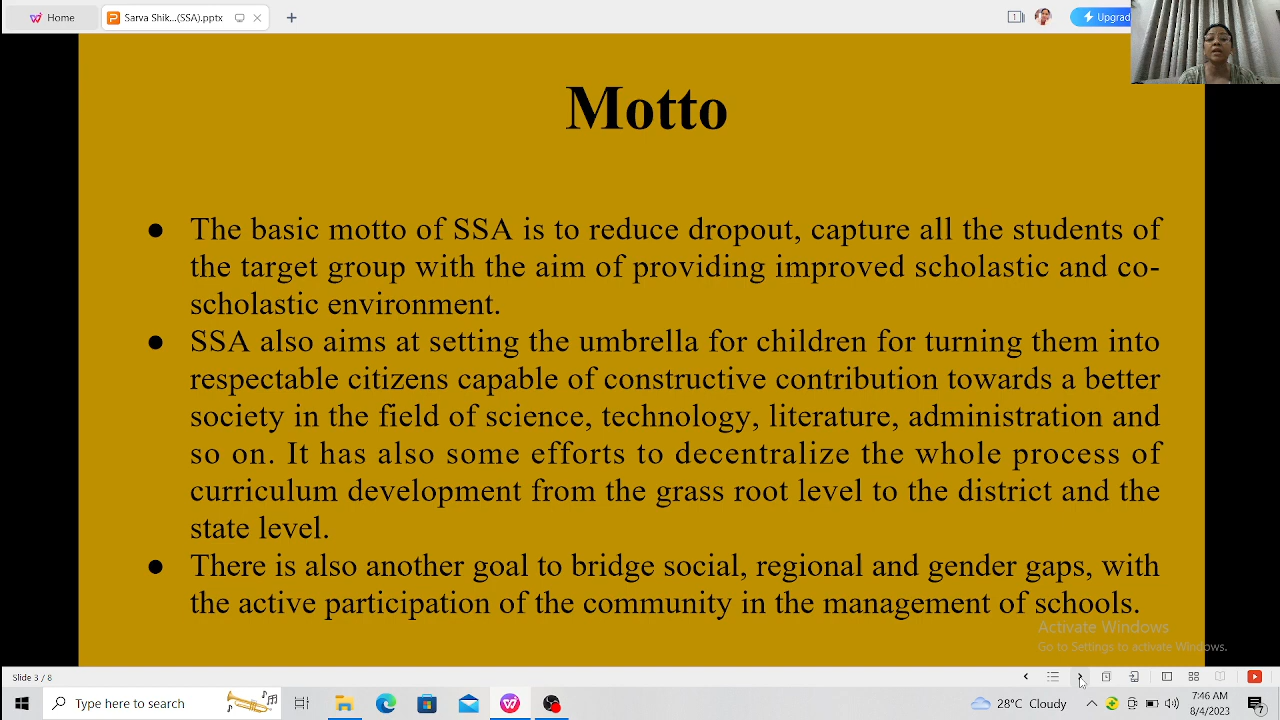 Home
Sarva Shik...(SSA).pptx
Motto
● The basic motto of SSA is to reduce dropout, capture all the students of
the target group with the aim of providing improved scholastic and co-
scholastic environment.
● SSA also aims at setting the umbrella for children for turning them into
respectable citizens capable of constructive contribution towards a better
society in the field of science, technology, literature, administration and
so on. It has also some efforts to decentralize the whole process of
curriculum development from the grass root level to the district and the
state level.
● There is also another goal to bridge social, regional and gender gaps, with
the active participation of the community in the management of schools.
Activate Windows
Go to Settings to activate Windows.
Slide 3 / 8
Type here to search
28°C Cloudy
7:46 AM
8/4/2023